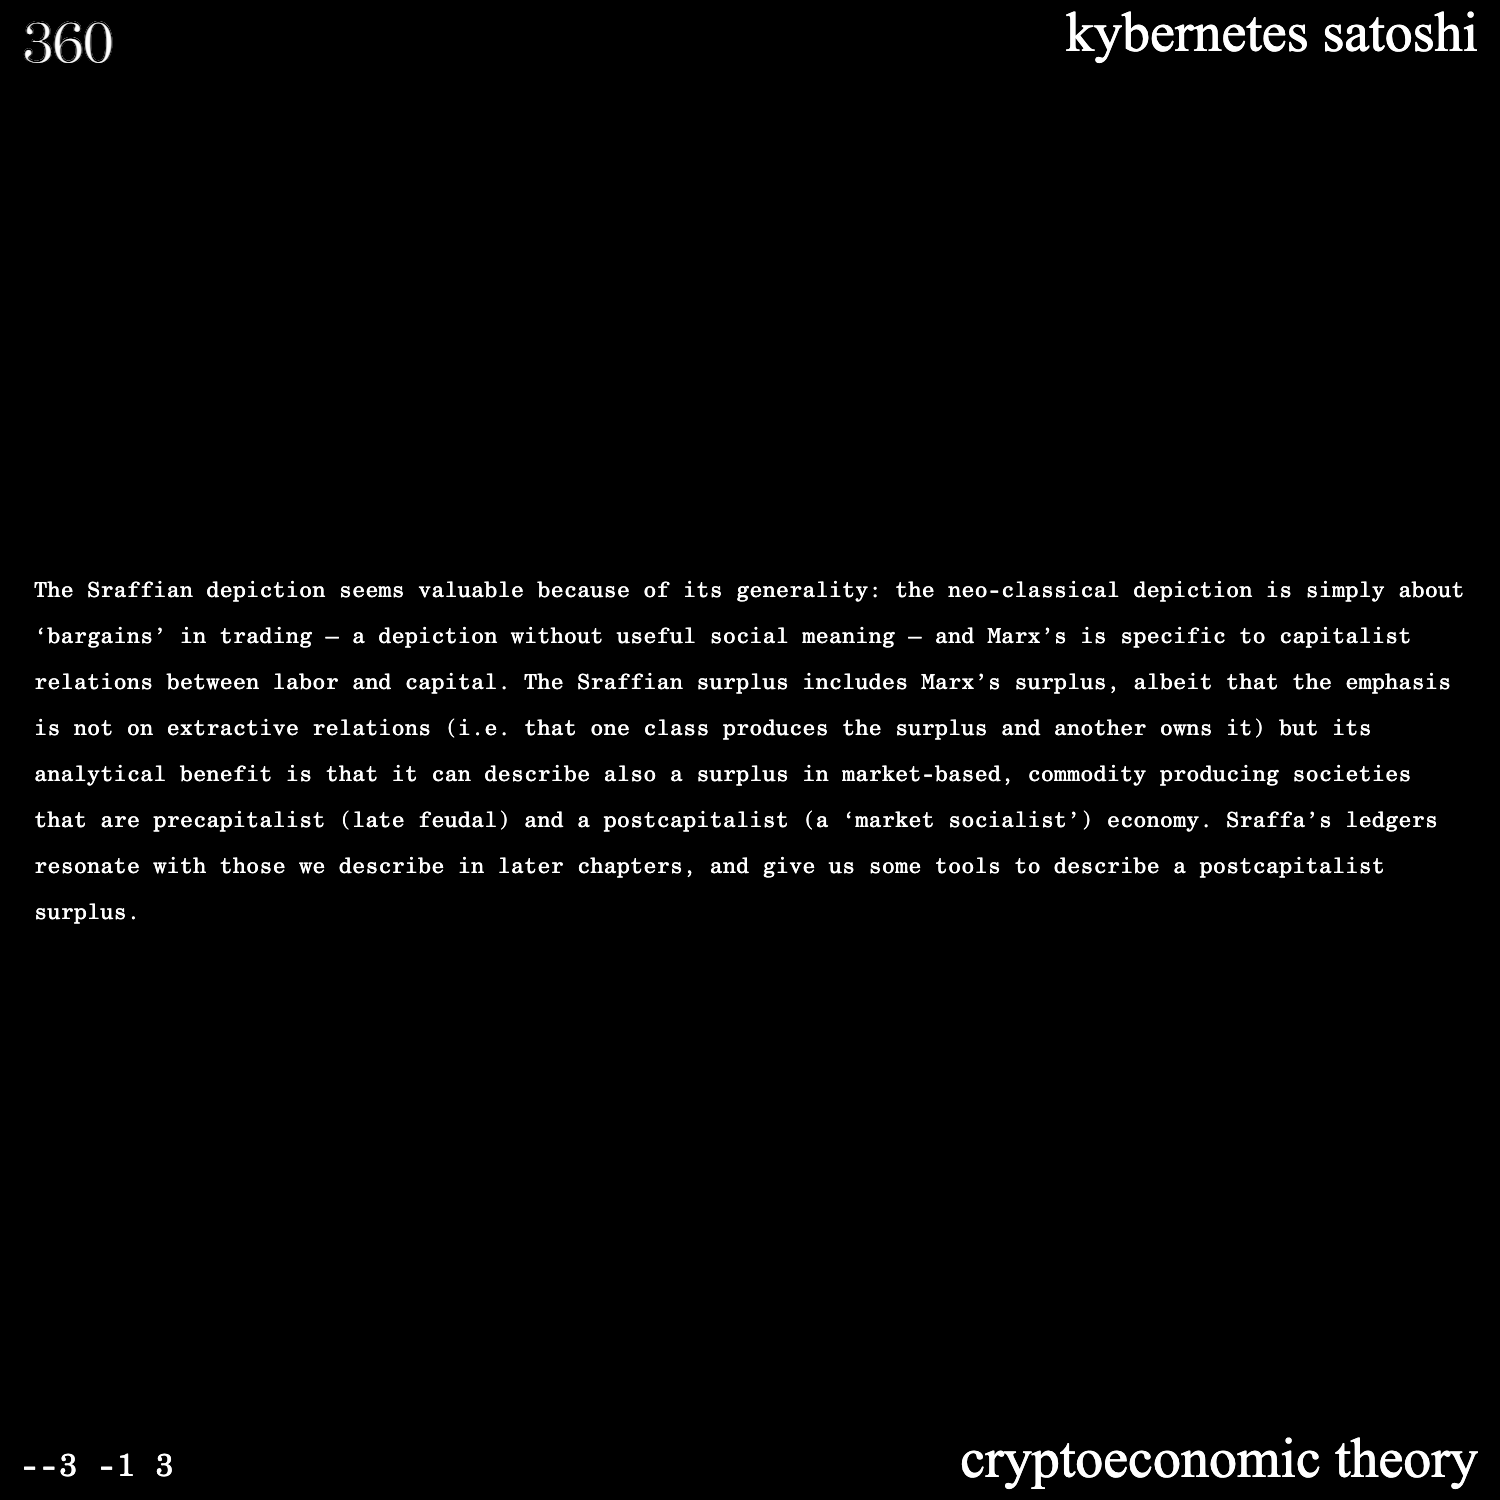 360
kybernetes satoshi
The Sraffian depiction seems valuable because of its generality: the neo-classical depiction is simply about
‘bargains’ in trading – a depiction without useful social meaning – and Marx’s is specific to capitalist
relations between labor and capital. The Sraffian surplus includes Marx’s surplus, albeit that the emphasis
is not on extractive relations (i.e. that one class produces the surplus and another owns it) but its
analytical benefit is that it can describe also a surplus in market-based, commodity producing societies
that are precapitalist (late feudal) and a postcapitalist (a ‘market socialist’) economy. Sraffa’s ledgers
resonate with those we describe in later chapters, and give us some tools to describe a postcapitalist
surplus.
--3 -1 3
cryptoeconomic theory